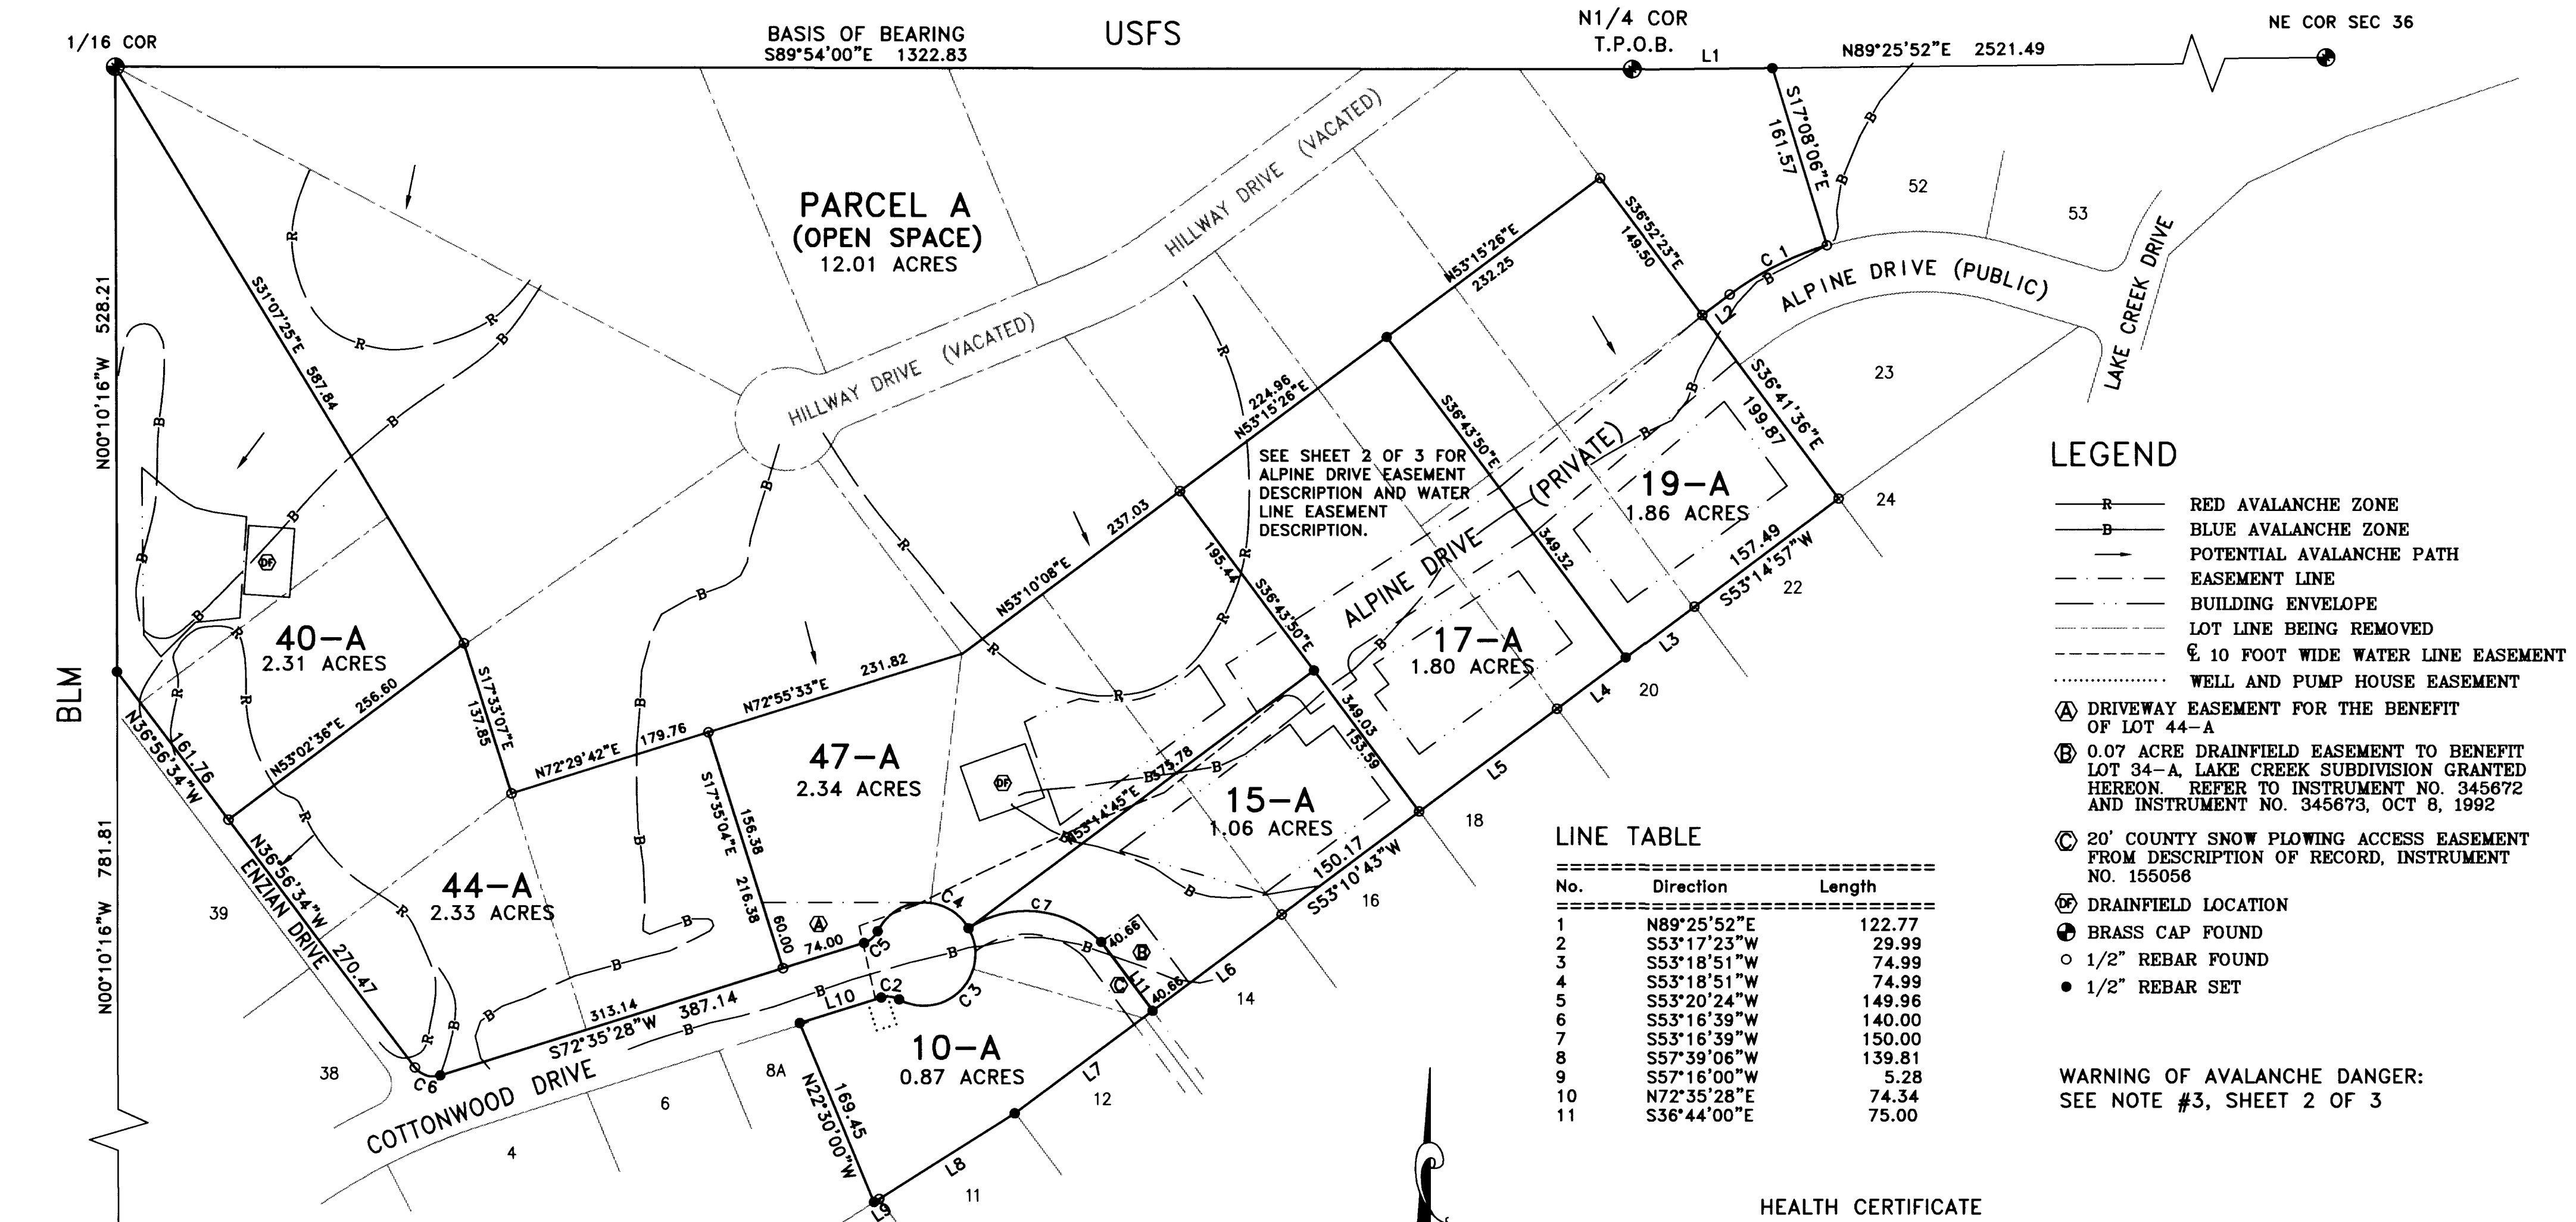 1/16 COR
BASIS OF BEARING
S89°54'00"E 1322.83
USFS
N1/4 COR
T.P.O.B.
L1
N89°25'52"E 2521.49
NE COR SEC 36
S17°08'06"E
161.57
HILLWAY DRIVE (VACATED)
PARCEL A
(OPEN SPACE)
12.01 ACRES
HILLWAY DRIVE (VACATED)
N00°10'16"W 528.21
S31°07'25"E 587.84
N53°15'26"E
232.25
S36°52'23"E
149.50
C 1
L2
ALPINE DRIVE (PUBLIC)
LAKE CREEK DRIVE
52
53
23
24
22
224.96
N53°15'26"E
SEE SHEET 2 OF 3 FOR
ALPINE DRIVE EASEMENT
DESCRIPTION AND WATER
LINE EASEMENT
DESCRIPTION.
S36°43'50"E
349.32
S36°41'36"E
199.87
ALPINE DRIVE (PRIVATE)
19-A
1.86 ACRES
157.49
S53°14'57"W
N53°10'08"E 237.03
195.44
S36°43'50"E
349.03
153.59
17-A
1.80 ACRES
L3
L4
L5
20
18
16
14
12
11
BLM
40-A
2.31 ACRES
DF
N53°02'36"E 256.60
161.76
N36°56'34"W
S17°33'07"E
137.85
N72°29'42"E 179.76
N72°55'33"E 231.82
47-A
2.34 ACRES
DF
S17°35'04"E 216.38
156.38
60.00
N53°14'45"E 375.78
15-A
1.06 ACRES
150.17
S53°10'43"W
44-A
2.33 ACRES
N36°56'34"W 270.47
ENZIAN DRIVE
N00°10'16"W 781.81
39
38
C6
A
74.00
C5
C4
C7
40.66
B
C
L11
40.66
L6
313.14
S72°35'28"W 387.14
L10
C2
C3
COTTONWOOD DRIVE
4
6
8A
10-A
0.87 ACRES
N22°30'00"W
169.45
L7
L8
L9
LEGEND
R RED AVALANCHE ZONE
B BLUE AVALANCHE ZONE
POTENTIAL AVALANCHE PATH
EASEMENT LINE
BUILDING ENVELOPE
LOT LINE BEING REMOVED
℄ 10 FOOT WIDE WATER LINE EASEMENT
WELL AND PUMP HOUSE EASEMENT
A DRIVEWAY EASEMENT FOR THE BENEFIT
OF LOT 44-A
B 0.07 ACRE DRAINFIELD EASEMENT TO BENEFIT
LOT 34-A, LAKE CREEK SUBDIVISION GRANTED
HEREON. REFER TO INSTRUMENT NO. 345672
AND INSTRUMENT NO. 345673, OCT 8, 1992
C 20' COUNTY SNOW PLOWING ACCESS EASEMENT
FROM DESCRIPTION OF RECORD, INSTRUMENT
NO. 155056
DF DRAINFIELD LOCATION
BRASS CAP FOUND
1/2" REBAR FOUND
1/2" REBAR SET
WARNING OF AVALANCHE DANGER:
SEE NOTE #3, SHEET 2 OF 3
LINE TABLE
No. Direction Length
1 N89°25'52"E 122.77
2 S53°17'23"W 29.99
3 S53°18'51"W 74.99
4 S53°18'51"W 74.99
5 S53°20'24"W 149.96
6 S53°16'39"W 140.00
7 S53°16'39"W 150.00
8 S57°39'06"W 139.81
9 S57°16'00"W 5.28
10 N72°35'28"E 74.34
11 S36°44'00"E 75.00
HEALTH CERTIFICATE